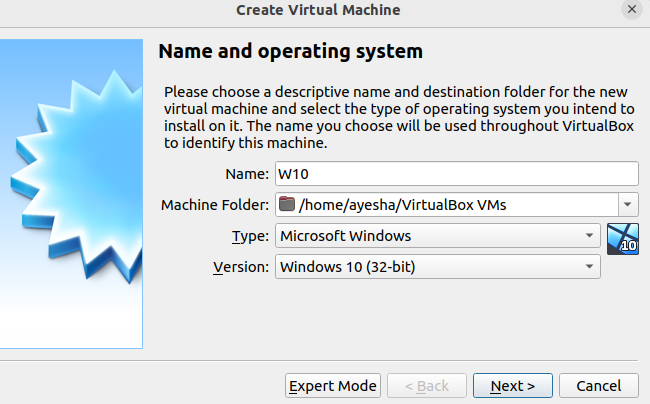 Create Virtual Machine
Name and operating system
Please choose a descriptive name and destination folder for the new
virtual machine and select the type of operating system you intend to
install on it. The name you choose will be used throughout VirtualBox
to identify this machine.
Name: W10
Machine Folder: /home/ayesha/VirtualBox VMs
Type: Microsoft Windows
10
Version: Windows 10 (32-bit)
Expert Mode < Back Next > Cancel